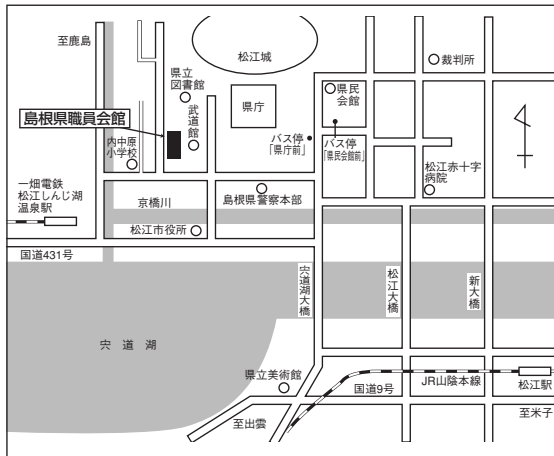 至鹿島
松江城
裁判所
県立
図書館
県民
会館
県庁
武道館
島根県職員会館
内中原
小学校
バス停
「県庁前」
バス停
「県民会館前」
松江赤十字
病院
一畑電鉄
松江しんじ湖
温泉駅
京橋川
島根県警察本部
松江市役所
国道431号
宍道湖大橋
松江大橋
新大橋
宍道湖
県立美術館
国道9号
JR山陰本線
松江駅
至出雲
至米子